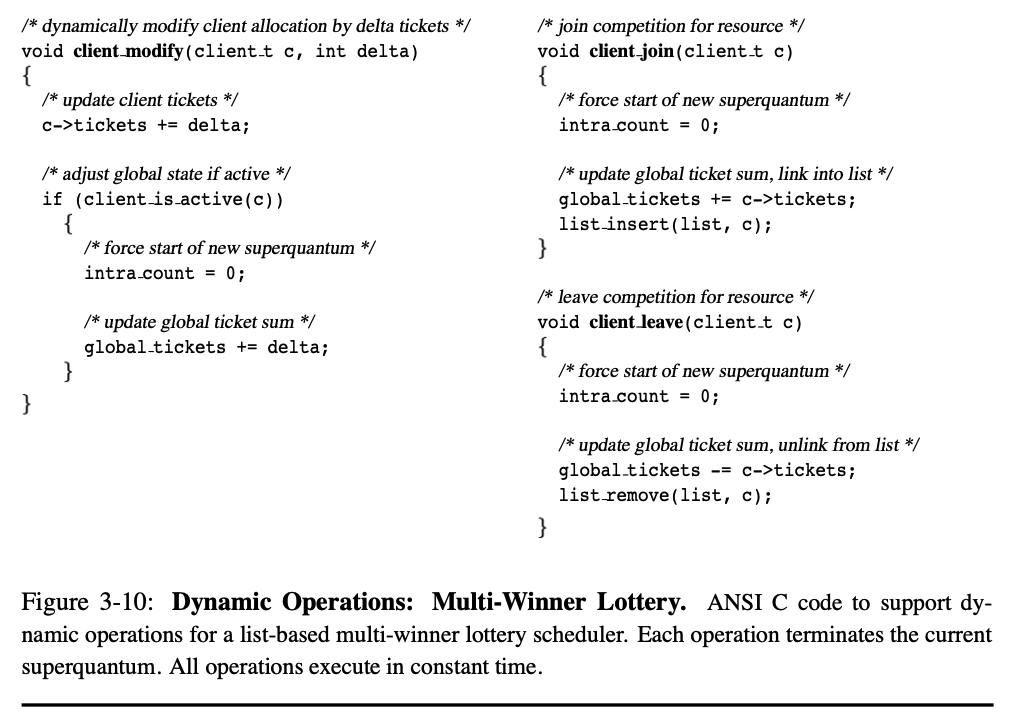 /* dynamically modify client allocation by delta tickets */
void client_modify(client_t c, int delta)
{
/* update client tickets */
c->tickets += delta;
/* adjust global state if active */
if (client_is_active(c))
{
/* force start of new superquantum */
intra_count = 0;
/* update global ticket sum */
global_tickets += delta;
}
}
/* join competition for resource */
void client_join(client_t c)
{
/* force start of new superquantum */
intra_count = 0;
/* update global ticket sum, link into list */
global_tickets += c->tickets;
list_insert(list, c);
}
/* leave competition for resource */
void client_leave(client_t c)
{
/* force start of new superquantum */
intra_count = 0;
/* update global ticket sum, unlink from list */
global_tickets -= c->tickets;
list_remove(list, c);
}
Figure 3-10: Dynamic Operations: Multi-Winner Lottery. ANSI C code to support dy-
namic operations for a list-based multi-winner lottery scheduler. Each operation terminates the current
superquantum. All operations execute in constant time.